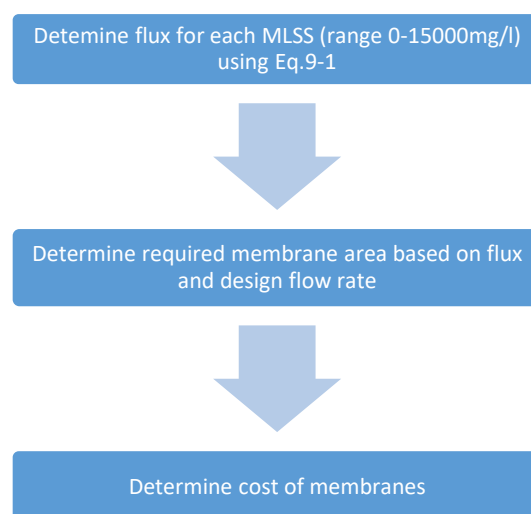 Detemine flux for each MLSS (range 0-15000mg/l)
using Eq.9-1
Determine required membrane area based on flux
and design flow rate
Determine cost of membranes